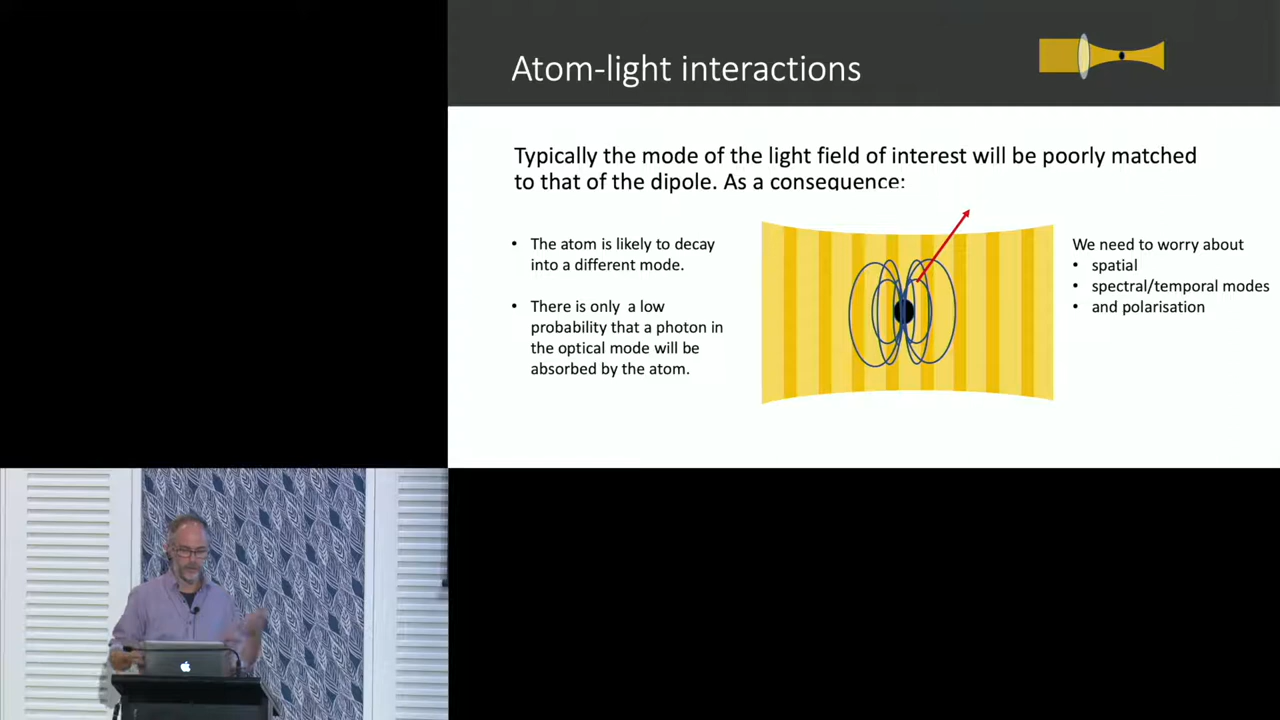 Atom-light interactions
Typically the mode of the light field of interest will be poorly matched
to that of the dipole. As a consequence:
• The atom is likely to decay
into a different mode.
• There is only a low
probability that a photon in
the optical mode will be
absorbed by the atom.
We need to worry about
• spatial
• spectral/temporal modes
• and polarisation